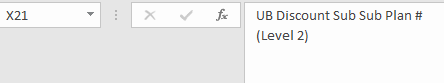 X21
fx
UB Discount Sub Sub Plan #
(Level 2)